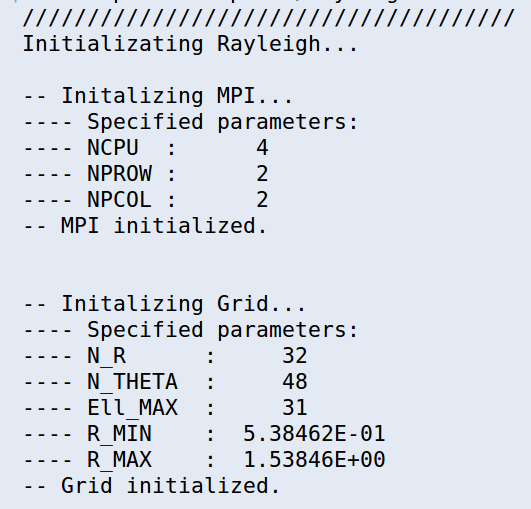 //////////////////////////////////////
Initializating Rayleigh...
-- Initalizing MPI...
---- Specified parameters:
---- NCPU  :      4
---- NPROW :      2
---- NPCOL :      2
-- MPI initialized.
-- Initalizing Grid...
---- Specified parameters:
---- N_R      :     32
---- N_THETA  :     48
---- Ell_MAX  :     31
---- R_MIN    :  5.38462E-01
---- R_MAX    :  1.53846E+00
-- Grid initialized.